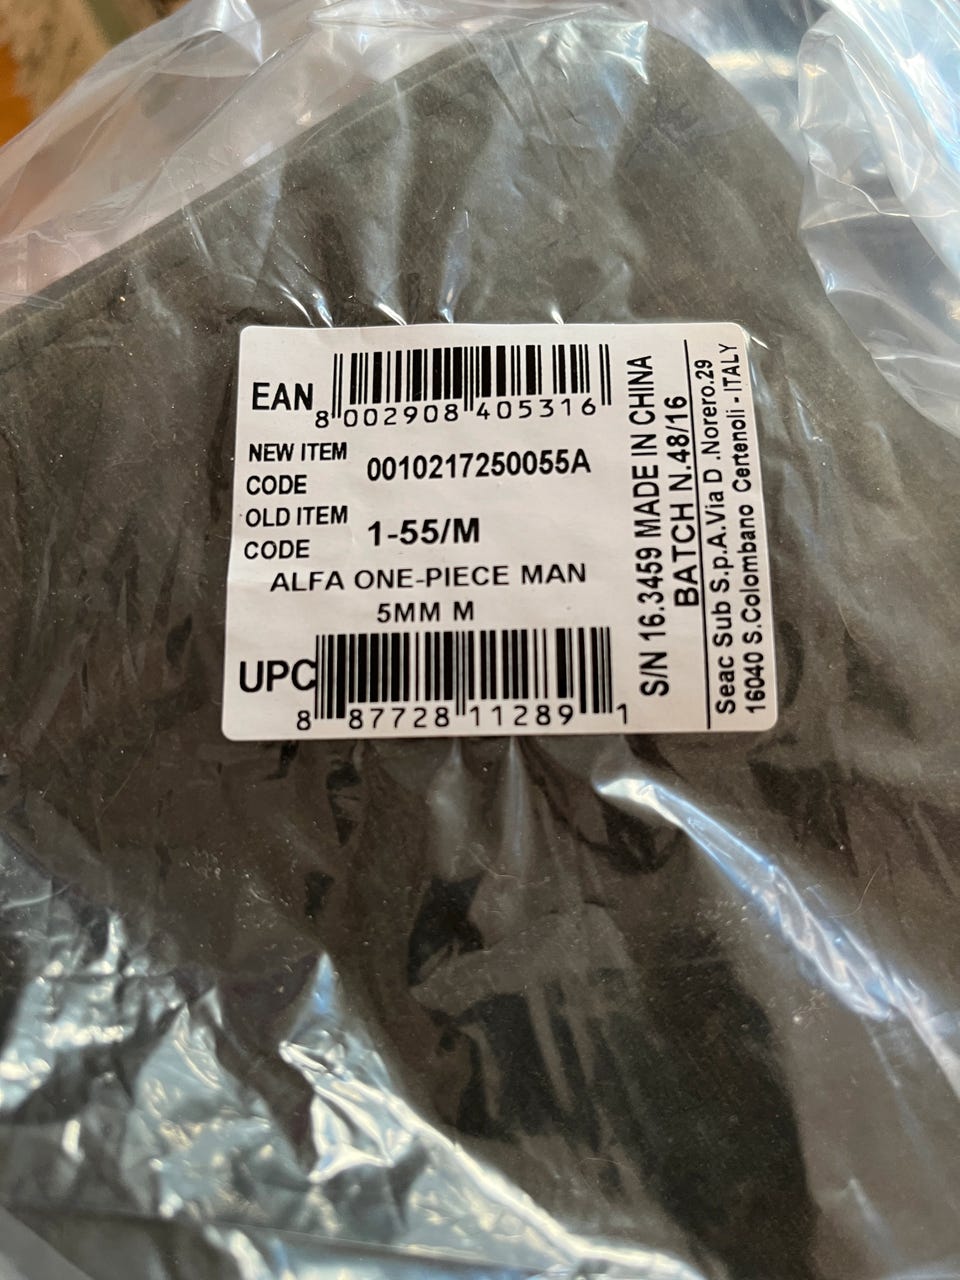 EAN
8 002908 405316
NEW ITEM CODE 0010217250055A
OLD ITEM CODE 1-55/M
ALFA ONE-PIECE MAN
5MM M
UPC
8 87728 11289 1
S/N 16.3459 MADE IN CHINA
BATCH N.48/16
Seac Sub S.p.A.Via D .Norero.29
16040 S.Colombano Certenoli - ITALY